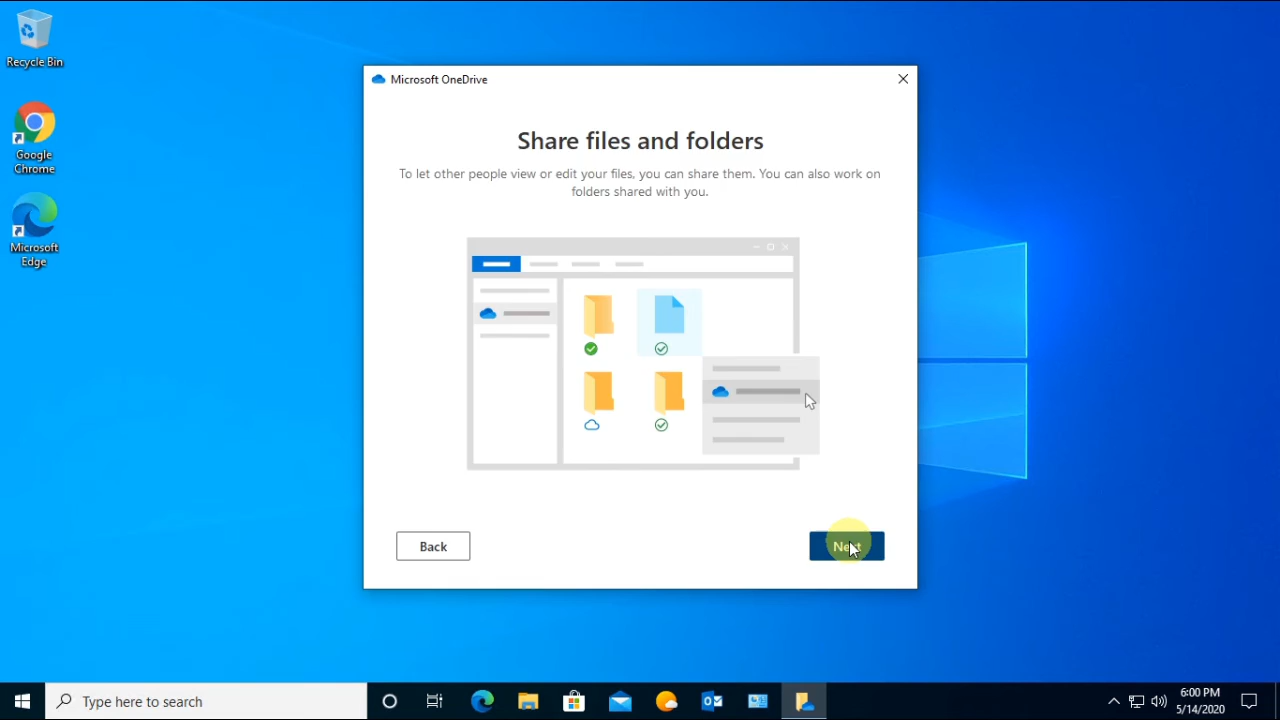 Recycle Bin
Google
Chrome
Microsoft
Edge
Microsoft OneDrive
Share files and folders
To let other people view or edit your files, you can share them. You can also work on
folders shared with you.
Back
Next
Type here to search
6:00 PM
5/14/2020